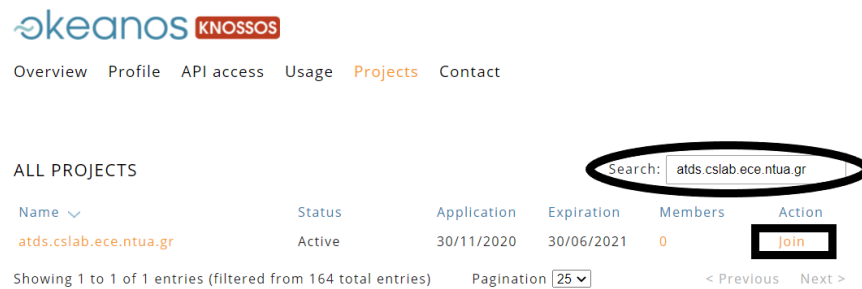 okeanos KNOSSOS
Overview Profile API access Usage Projects Contact
ALL PROJECTS Search: atds.cslab.ece.ntua.gr
Name Status Application Expiration Members Action
atds.cslab.ece.ntua.gr Active 30/11/2020 30/06/2021 0 Join
Showing 1 to 1 of 1 entries (filtered from 164 total entries) Pagination 25 < Previous Next >